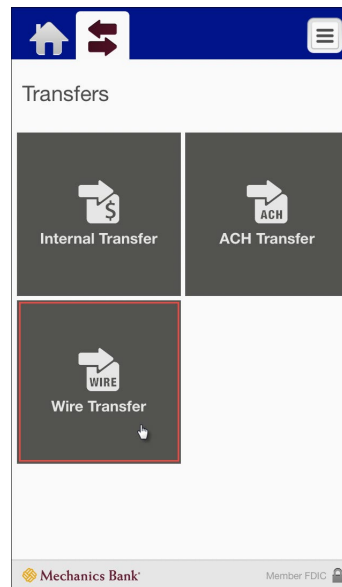 Transfers
$
Internal Transfer
ACH
ACH Transfer
WIRE
Wire Transfer
Mechanics Bank
Member FDIC